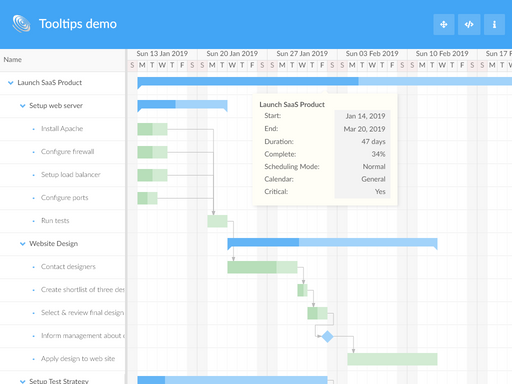 Tooltips demo
Name
Sun 13 Jan 2019 Sun 20 Jan 2019 Sun 27 Jan 2019 Sun 03 Feb 2019 Sun 10 Feb 2019 Sun 17 F
S M T W T F S S M T W T F S S M T W T F S S M T W T F S S M T W T F S S M T
Launch SaaS Product
Setup web server
Install Apache
Configure firewall
Setup load balancer
Configure ports
Run tests
Website Design
Contact designers
Create shortlist of three des
Select & review final design
Inform management about
Apply design to web site
Setup Test Strategy
Launch SaaS Product
Start: Jan 14, 2019
End: Mar 20, 2019
Duration: 47 days
Complete: 34%
Scheduling Mode: Normal
Calendar: General
Critical: Yes